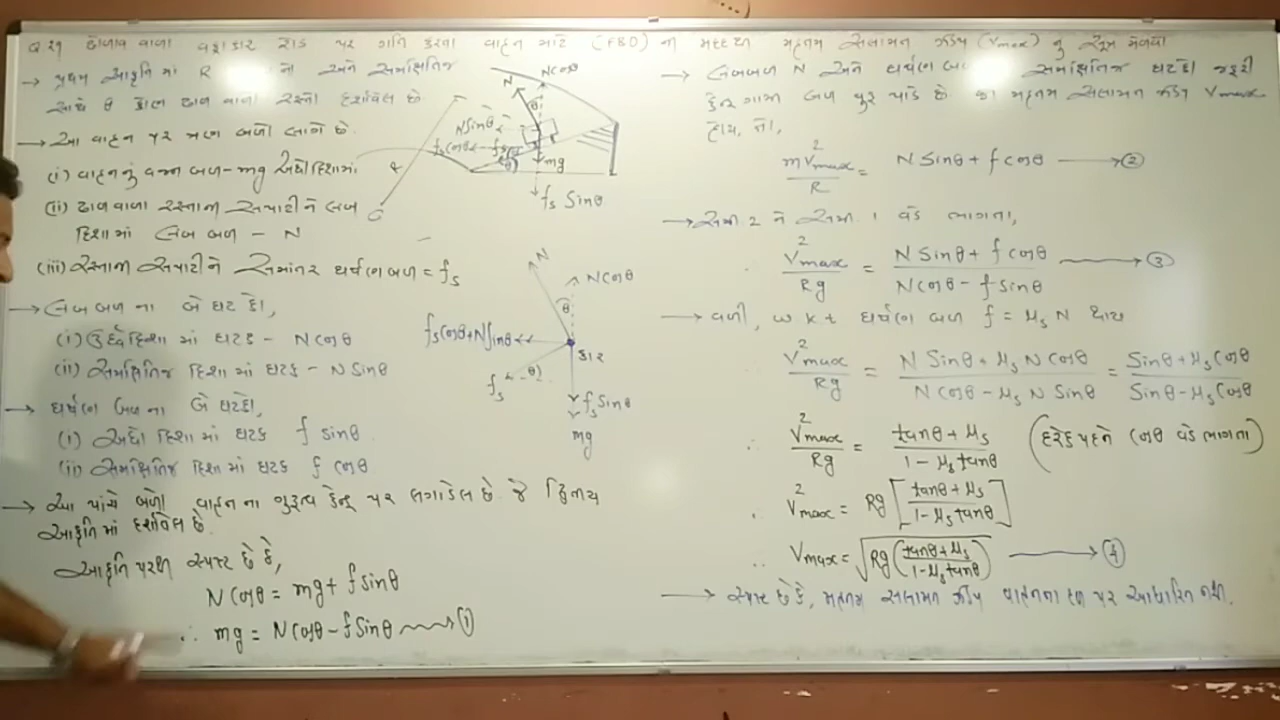 Q 29 ઢોળાવ વાળા વક્રાકાર રોડ પર ગતિ કરતા વાહન માટે (FBD) ની મદદથી મહત્તમ સલામત ઝડપ (Vmax) નું સૂત્ર મેળવો
→ પ્રથમ આકૃતિ માં R ની અને સમક્ષિતિજ
સાથે θ કોણ ઢાળ વાળો રસ્તો દર્શાવેલ છે.
→ આ વાહન પર ત્રણ બળો લાગે છે.
(i) વાહનનું વજન બળ - mg અધો દિશામાં
(ii) ઢાળવાળા રસ્તાની સપાટીને લંબ
દિશામાં લંબ બળ - N
(iii) રસ્તાની સપાટીને સમાંતર ઘર્ષણ બળ = fs
→ લંબબળ ના બે ઘટકો,
(i) ઉર્ધ્વદિશા માં ઘટક - N cosθ
(ii) સમક્ષિતિજ દિશા માં ઘટક - N sinθ
→ ઘર્ષણ બળના બે ઘટકો,
(i) અધો દિશા માં ઘટક f sinθ
(ii) સમક્ષિતિજ દિશા માં ઘટક f cosθ
→ આ પાંચે બળો વાહન ના ગુરુત્વ કેન્દ્ર પર લગાડેલ છે. જે દ્વિતીય
આકૃતિ માં દર્શાવેલ છે.
આકૃતિ પરથી સ્પષ્ટ છે કે,
N cosθ = mg + f sinθ
∴ mg = N cosθ - f sinθ → (1)
N
N cosθ
θ
N sinθ
fs cosθ
fs
θ
mg
fs sinθ
R
C
N
N cosθ
θ
fs cosθ + N sinθ
કાર
fs
θ
fs sinθ
mg
→ લંબબળ N અને ઘર્ષણ બળ સમક્ષિતિજ ઘટકો જરૂરી
કેન્દ્રગામી બળ પુરુ પાડે છે. જો મહત્તમ સલામત ઝડપ Vmax
હોય, તો,
mV²max/R = N sinθ + f cosθ → (2)
→ સમી. 2 ને સમી. 1 વડે ભાગતા,
V²max/Rg = N sinθ + f cosθ / N cosθ - f sinθ → (3)
→ વળી, w k t ઘર્ષણ બળ f = μs N થાય
V²max/Rg = N sinθ + μs N cosθ / N cosθ - μs N sinθ = sinθ + μs cosθ / sinθ - μs cosθ
∴ V²max/Rg = tanθ + μs / 1 - μs tanθ (દરેક પદને cosθ વડે ભાગતા)
∴ V²max = Rg [tanθ + μs / 1 - μs tanθ]
∴ Vmax = √Rg (tanθ + μs / 1 - μs tanθ) → (4)
→ સ્પષ્ટ છે કે, મહત્તમ સલામત ઝડપ વાહનના દળ પર આધારિત નથી.